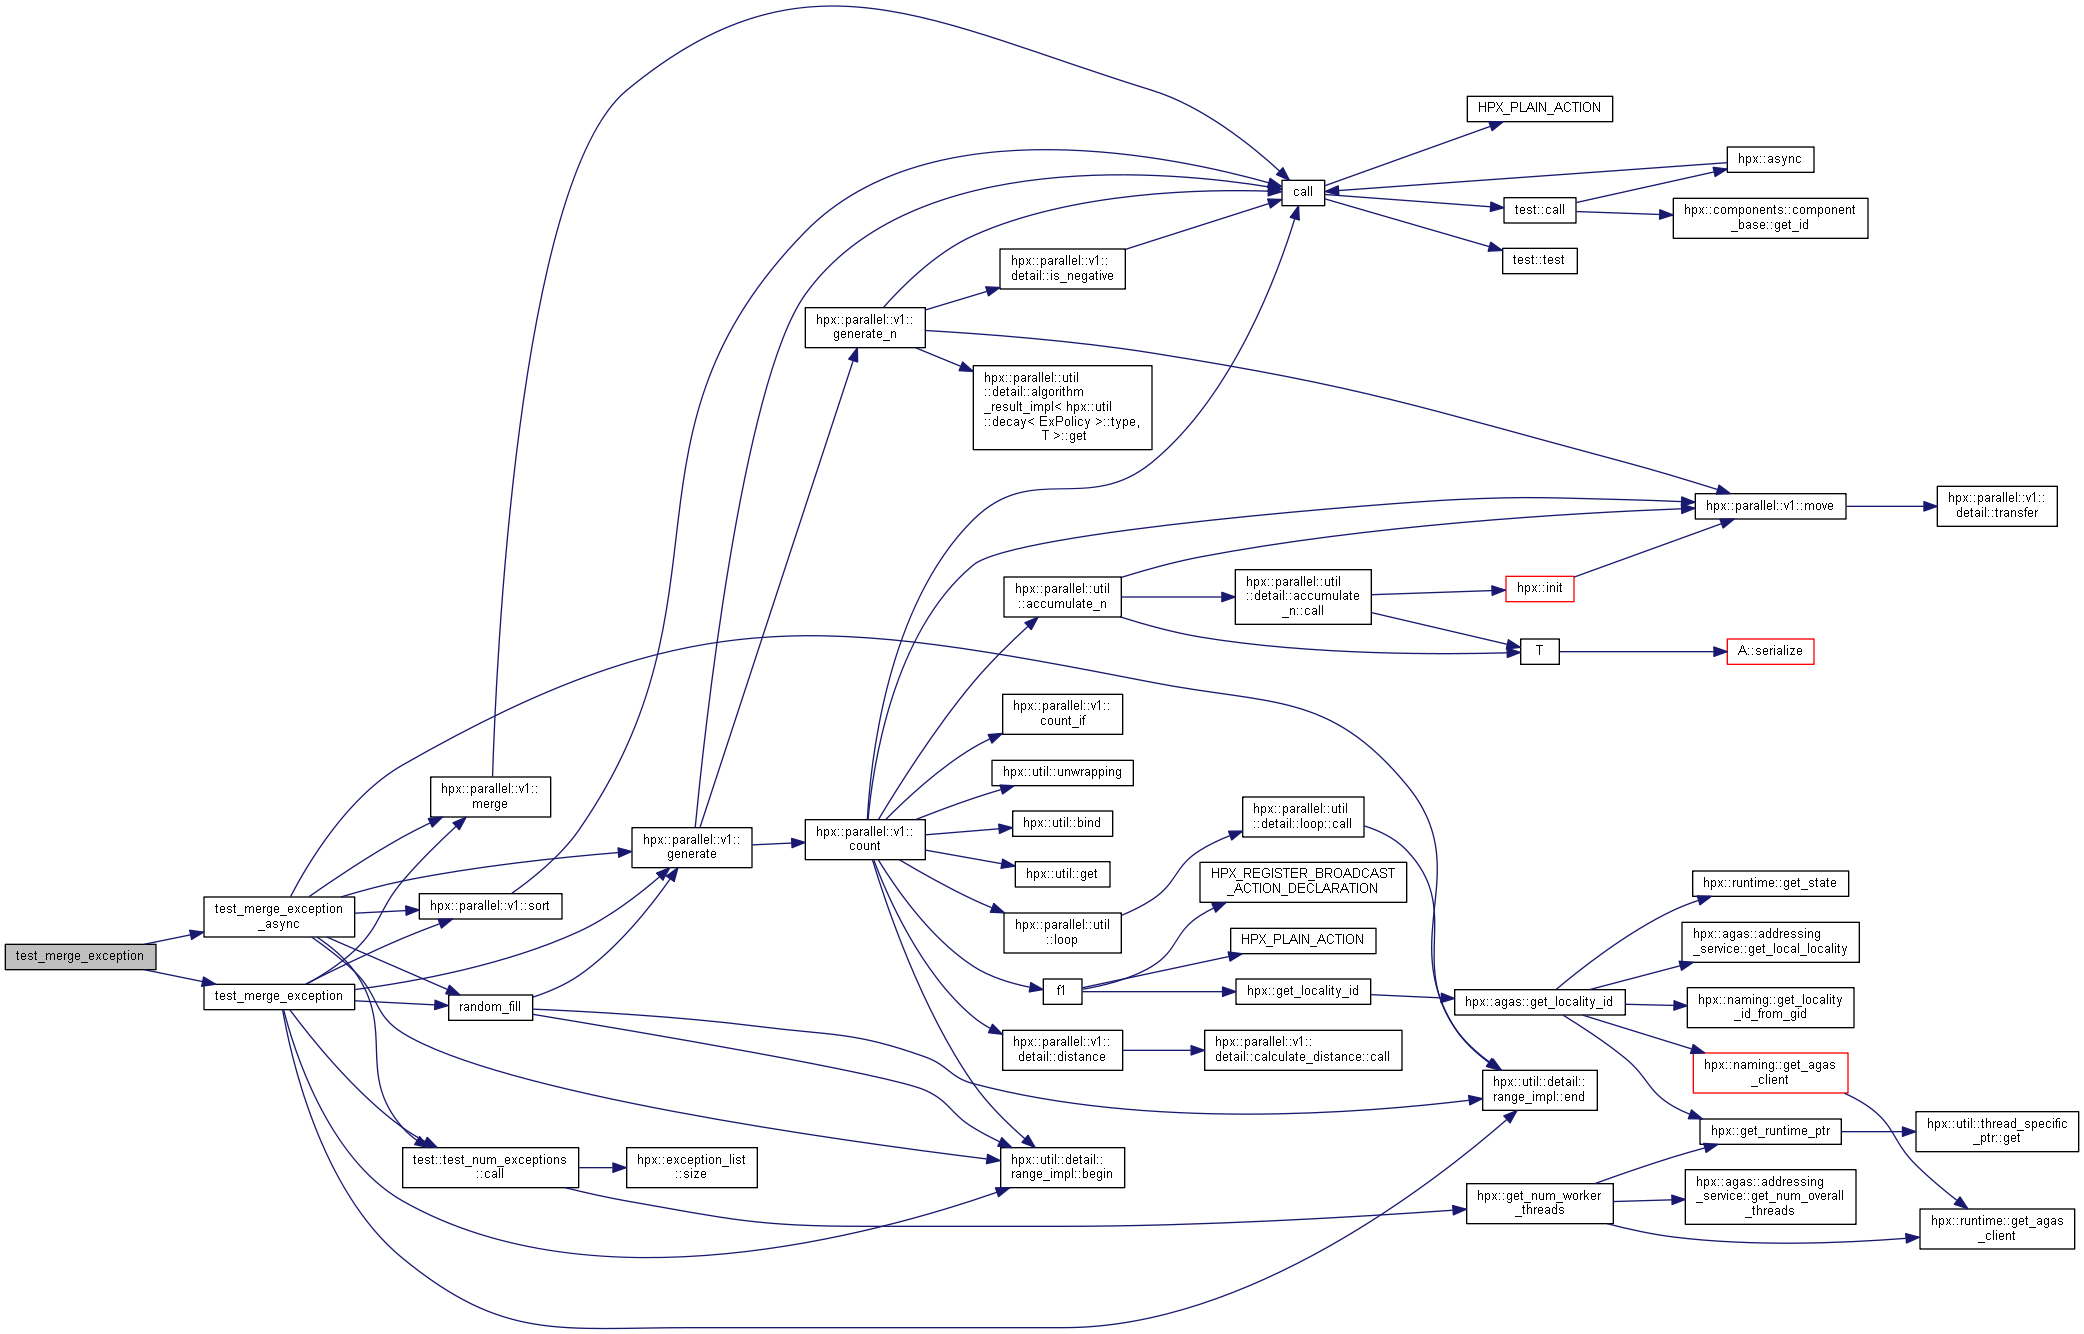 test_merge_exception
test_merge_exception
_async
test_merge_exception
hpx::parallel::v1::
merge
hpx::parallel::v1::sort
random_fill
test::test_num_exceptions
::call
hpx::parallel::v1::
generate
hpx::exception_list
::size
hpx::parallel::v1::
generate_n
hpx::parallel::v1::
count
hpx::parallel::v1::
detail::is_negative
hpx::parallel::util
::detail::algorithm
_result_impl< hpx::util
::decay< ExPolicy >::type,
T >::get
hpx::parallel::util
::accumulate_n
hpx::parallel::v1::
count_if
hpx::util::unwrapping
hpx::util::bind
hpx::util::get
hpx::parallel::util
::loop
f1
hpx::parallel::v1::
detail::distance
hpx::util::detail::
range_impl::begin
call
hpx::parallel::util
::detail::accumulate
_n::call
hpx::parallel::util
::detail::loop::call
HPX_REGISTER_BROADCAST
_ACTION_DECLARATION
HPX_PLAIN_ACTION
hpx::get_locality_id
hpx::parallel::v1::
detail::calculate_distance::call
HPX_PLAIN_ACTION
test::call
test::test
hpx::init
T
hpx::agas::get_locality_id
hpx::util::detail::
range_impl::end
hpx::get_num_worker
_threads
hpx::async
hpx::components::component
_base::get_id
hpx::parallel::v1::move
A::serialize
hpx::runtime::get_state
hpx::agas::addressing
_service::get_local_locality
hpx::naming::get_locality
_id_from_gid
hpx::naming::get_agas
_client
hpx::get_runtime_ptr
hpx::agas::addressing
_service::get_num_overall
_threads
hpx::parallel::v1::
detail::transfer
hpx::util::thread_specific
_ptr::get
hpx::runtime::get_agas
_client